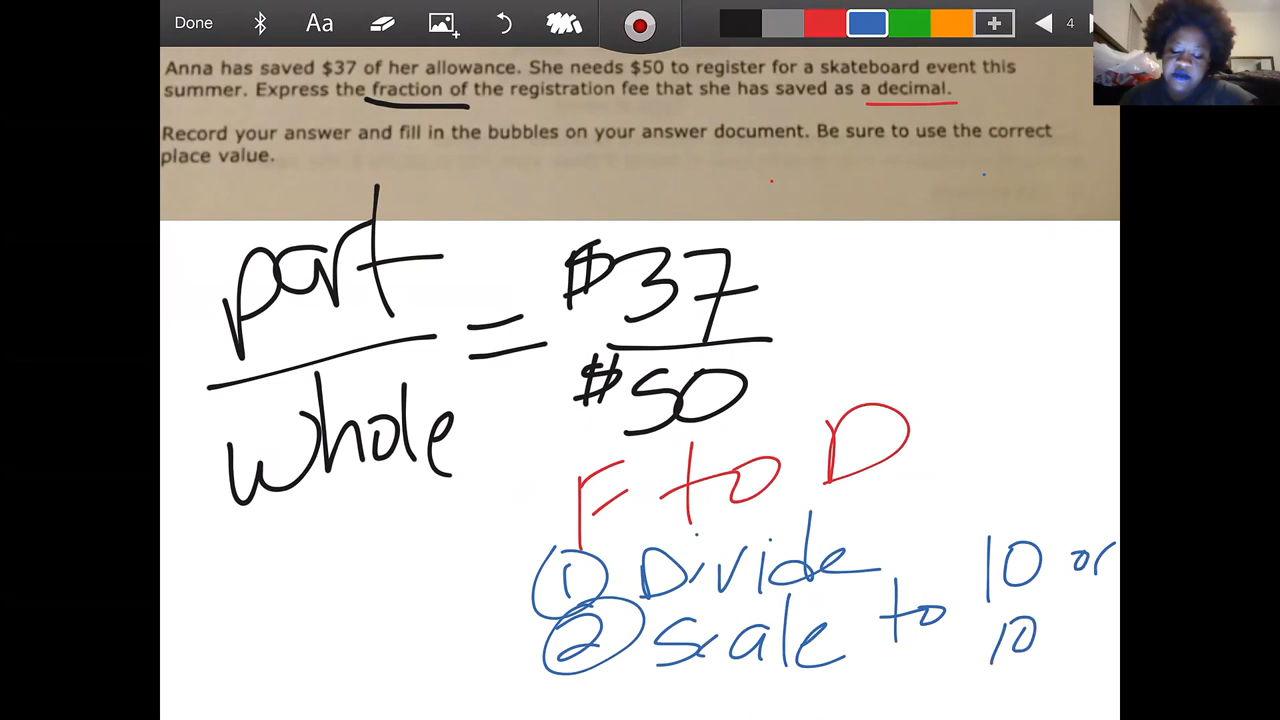 Done Aa 4
Anna has saved $37 of her allowance. She needs $50 to register for a skateboard event this
summer. Express the fraction of the registration fee that she has saved as a decimal.
Record your answer and fill in the bubbles on your answer document. Be sure to use the correct
place value.
part = $37
whole $50
F to D
① Divide 10 or
② Scale to 10